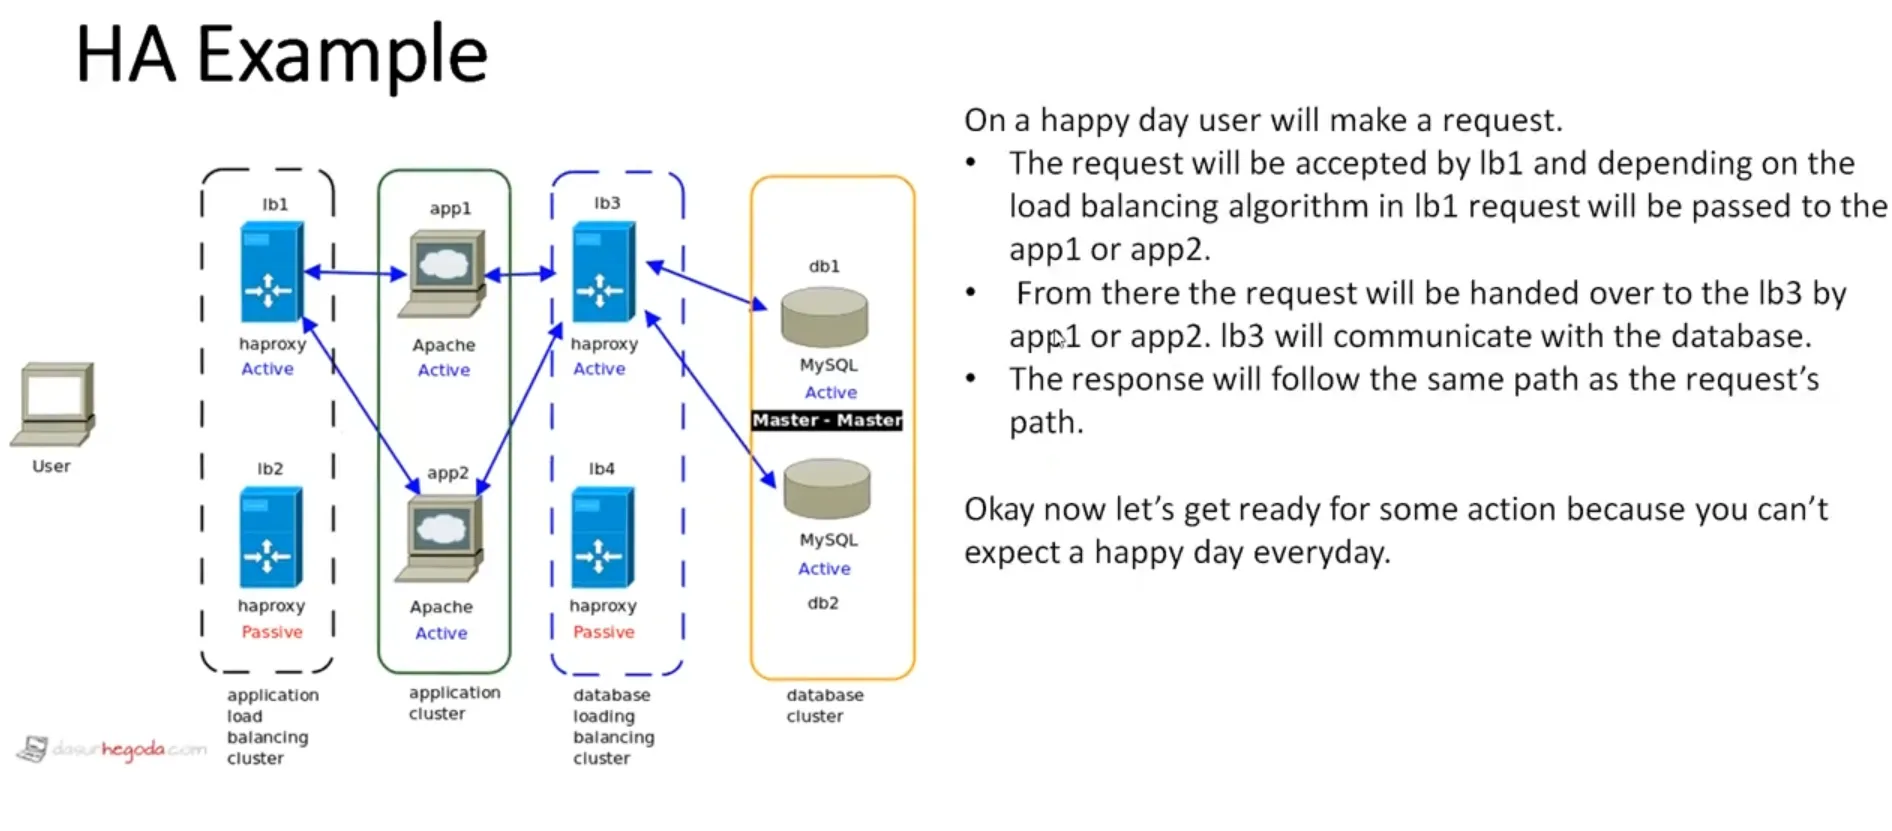 HA Example
On a happy day user will make a request.
• The request will be accepted by lb1 and depending on the
load balancing algorithm in lb1 request will be passed to the
app1 or app2.
• From there the request will be handed over to the lb3 by
app1 or app2. lb3 will communicate with the database.
• The response will follow the same path as the request's
path.
Okay now let's get ready for some action because you can't
expect a happy day everyday.
User
lb1
haproxy
Active
lb2
haproxy
Passive
application
load
balancing
cluster
app1
Apache
Active
app2
Apache
Active
application
cluster
lb3
haproxy
Active
lb4
haproxy
Passive
database
loading
balancing
cluster
db1
MySQL
Active
Master - Master
MySQL
Active
db2
database
cluster
dasunhegoda.com